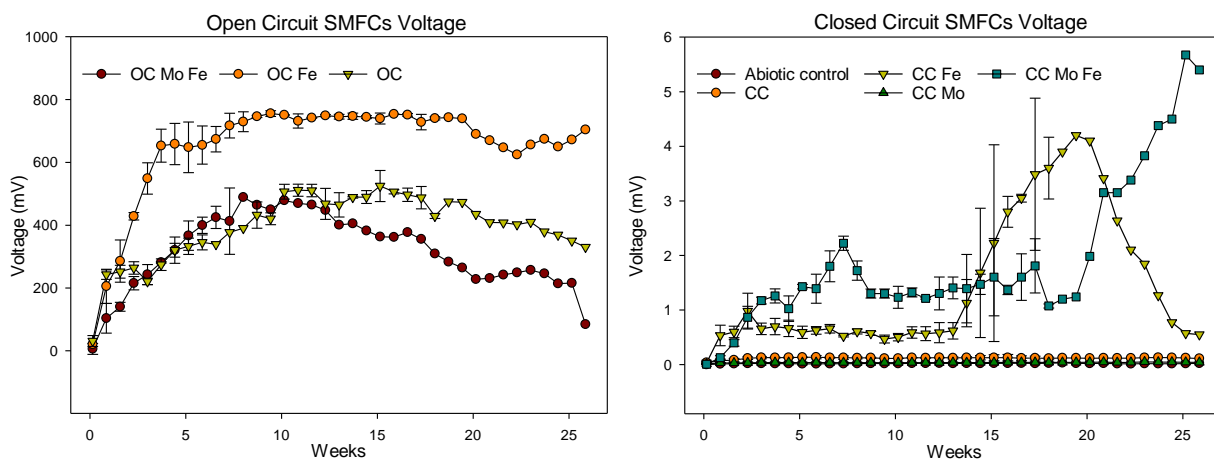 Open Circuit SMFCs Voltage
1000
800
600
400
200
0
Voltage (mV)
OC Mo Fe OC Fe OC
0 5 10 15 20 25
Weeks
Closed Circuit SMFCs Voltage
6
5
4
3
2
1
0
Voltage (mV)
Abiotic control CC Fe CC Mo Fe
CC CC Mo
0 5 10 15 20 25
Weeks